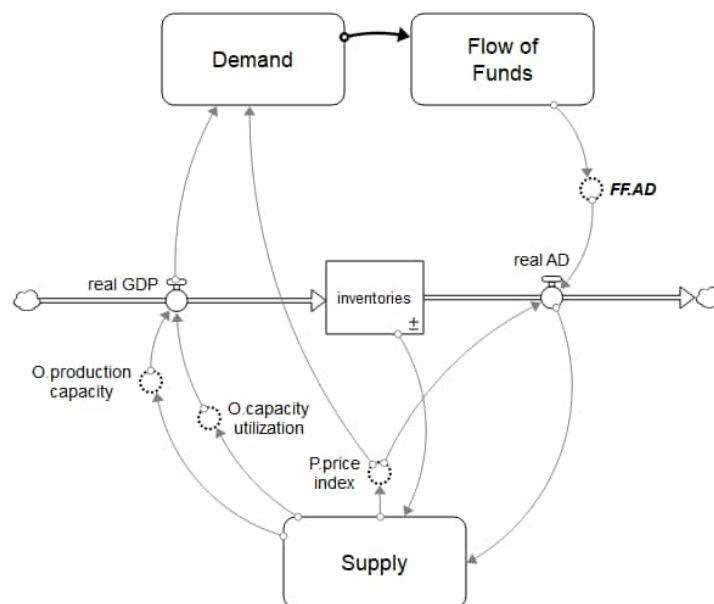 Demand
Flow of
Funds
FF.AD
real GDP
inventories
±
real AD
O.production
capacity
O.capacity
utilization
P.price
index
Supply